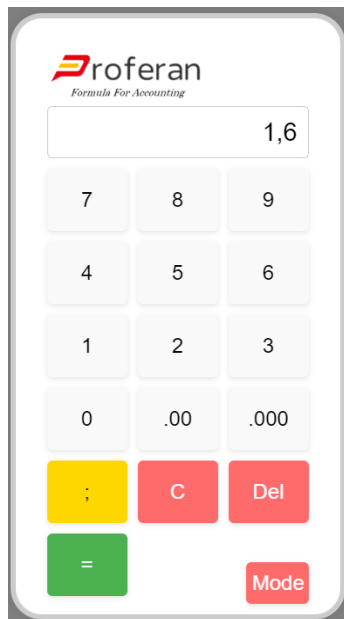 Proferan
Formula For Accounting
1,6
7 8 9
4 5 6
1 2 3
0 .00 .000
; C Del
=
Mode